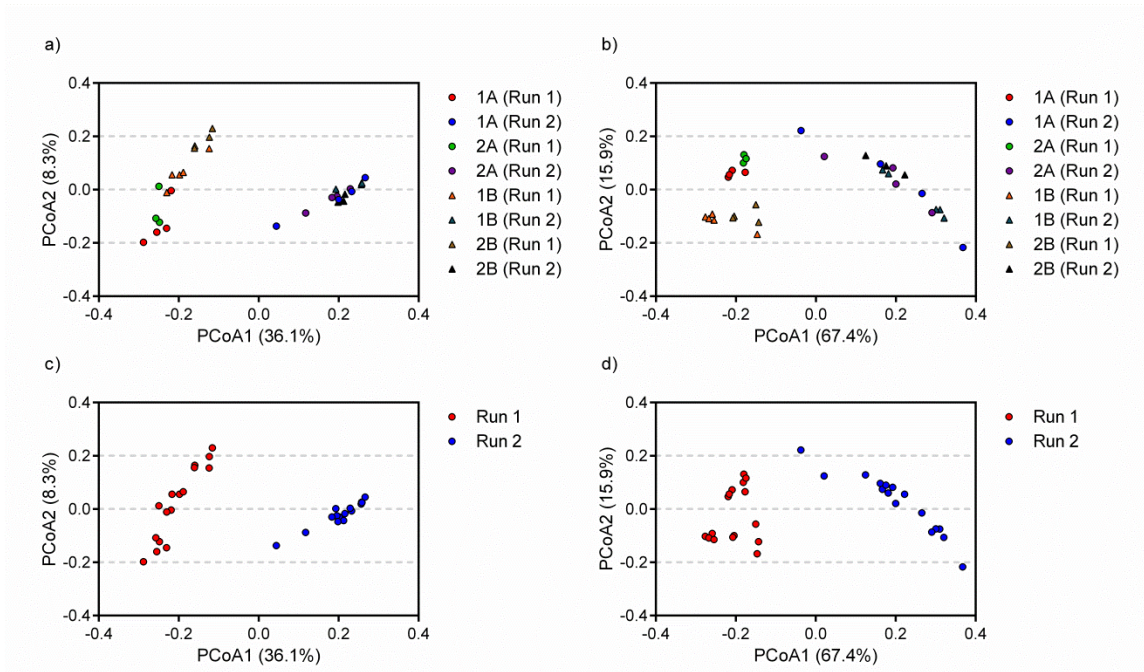 a)
0.4
0.2
0.0
-0.2
-0.4
PCoA2 (8.3%)
-0.4
-0.2
0.0
0.2
0.4
PCoA1 (36.1%)
1A (Run 1)
1A (Run 2)
2A (Run 1)
2A (Run 2)
1B (Run 1)
1B (Run 2)
2B (Run 1)
2B (Run 2)
b)
0.4
0.2
0.0
-0.2
-0.4
PCoA2 (15.9%)
-0.4
-0.2
0.0
0.2
0.4
PCoA1 (67.4%)
1A (Run 1)
1A (Run 2)
2A (Run 1)
2A (Run 2)
1B (Run 1)
1B (Run 2)
2B (Run 1)
2B (Run 2)
c)
0.4
0.2
0.0
-0.2
-0.4
PCoA2 (8.3%)
-0.4
-0.2
0.0
0.2
0.4
PCoA1 (36.1%)
Run 1
Run 2
d)
0.4
0.2
0.0
-0.2
-0.4
PCoA2 (15.9%)
-0.4
-0.2
0.0
0.2
0.4
PCoA1 (67.4%)
Run 1
Run 2